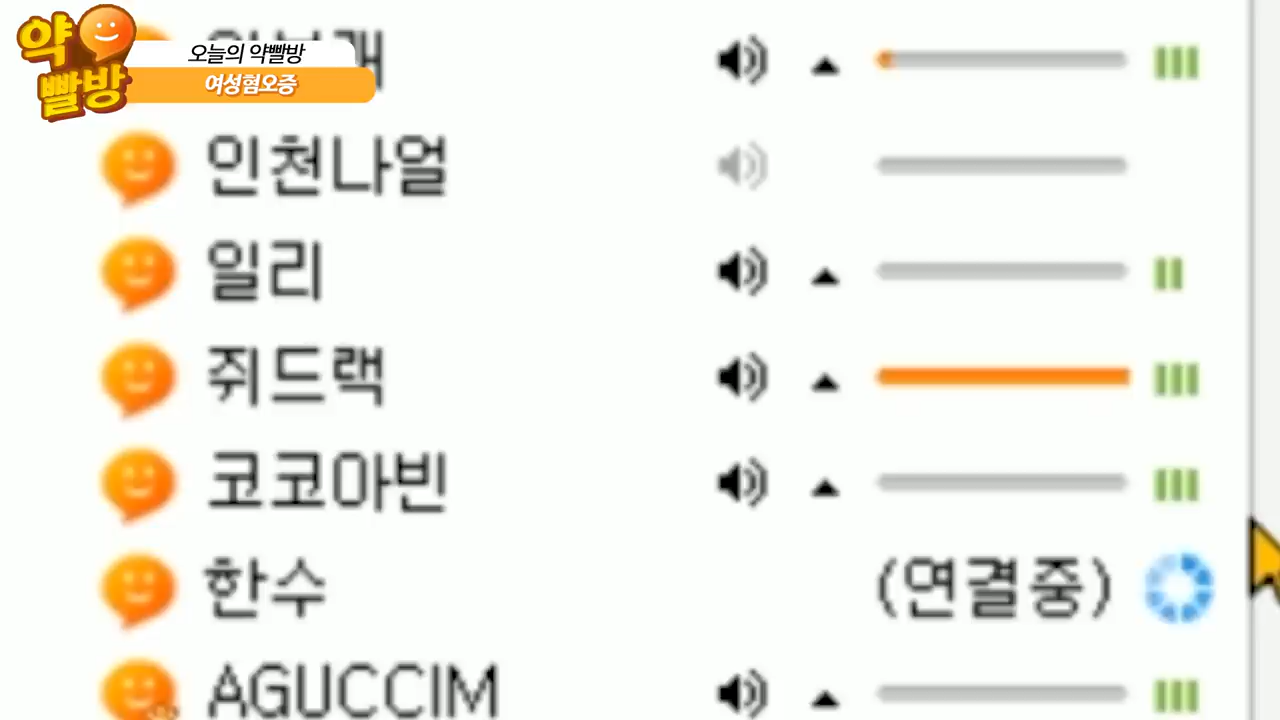 약빨방
오늘의 약빨방
여성혐오증
인천나얼
일리
쥐드랙
코코아빈
한수 (연결중)
AGUCCIM